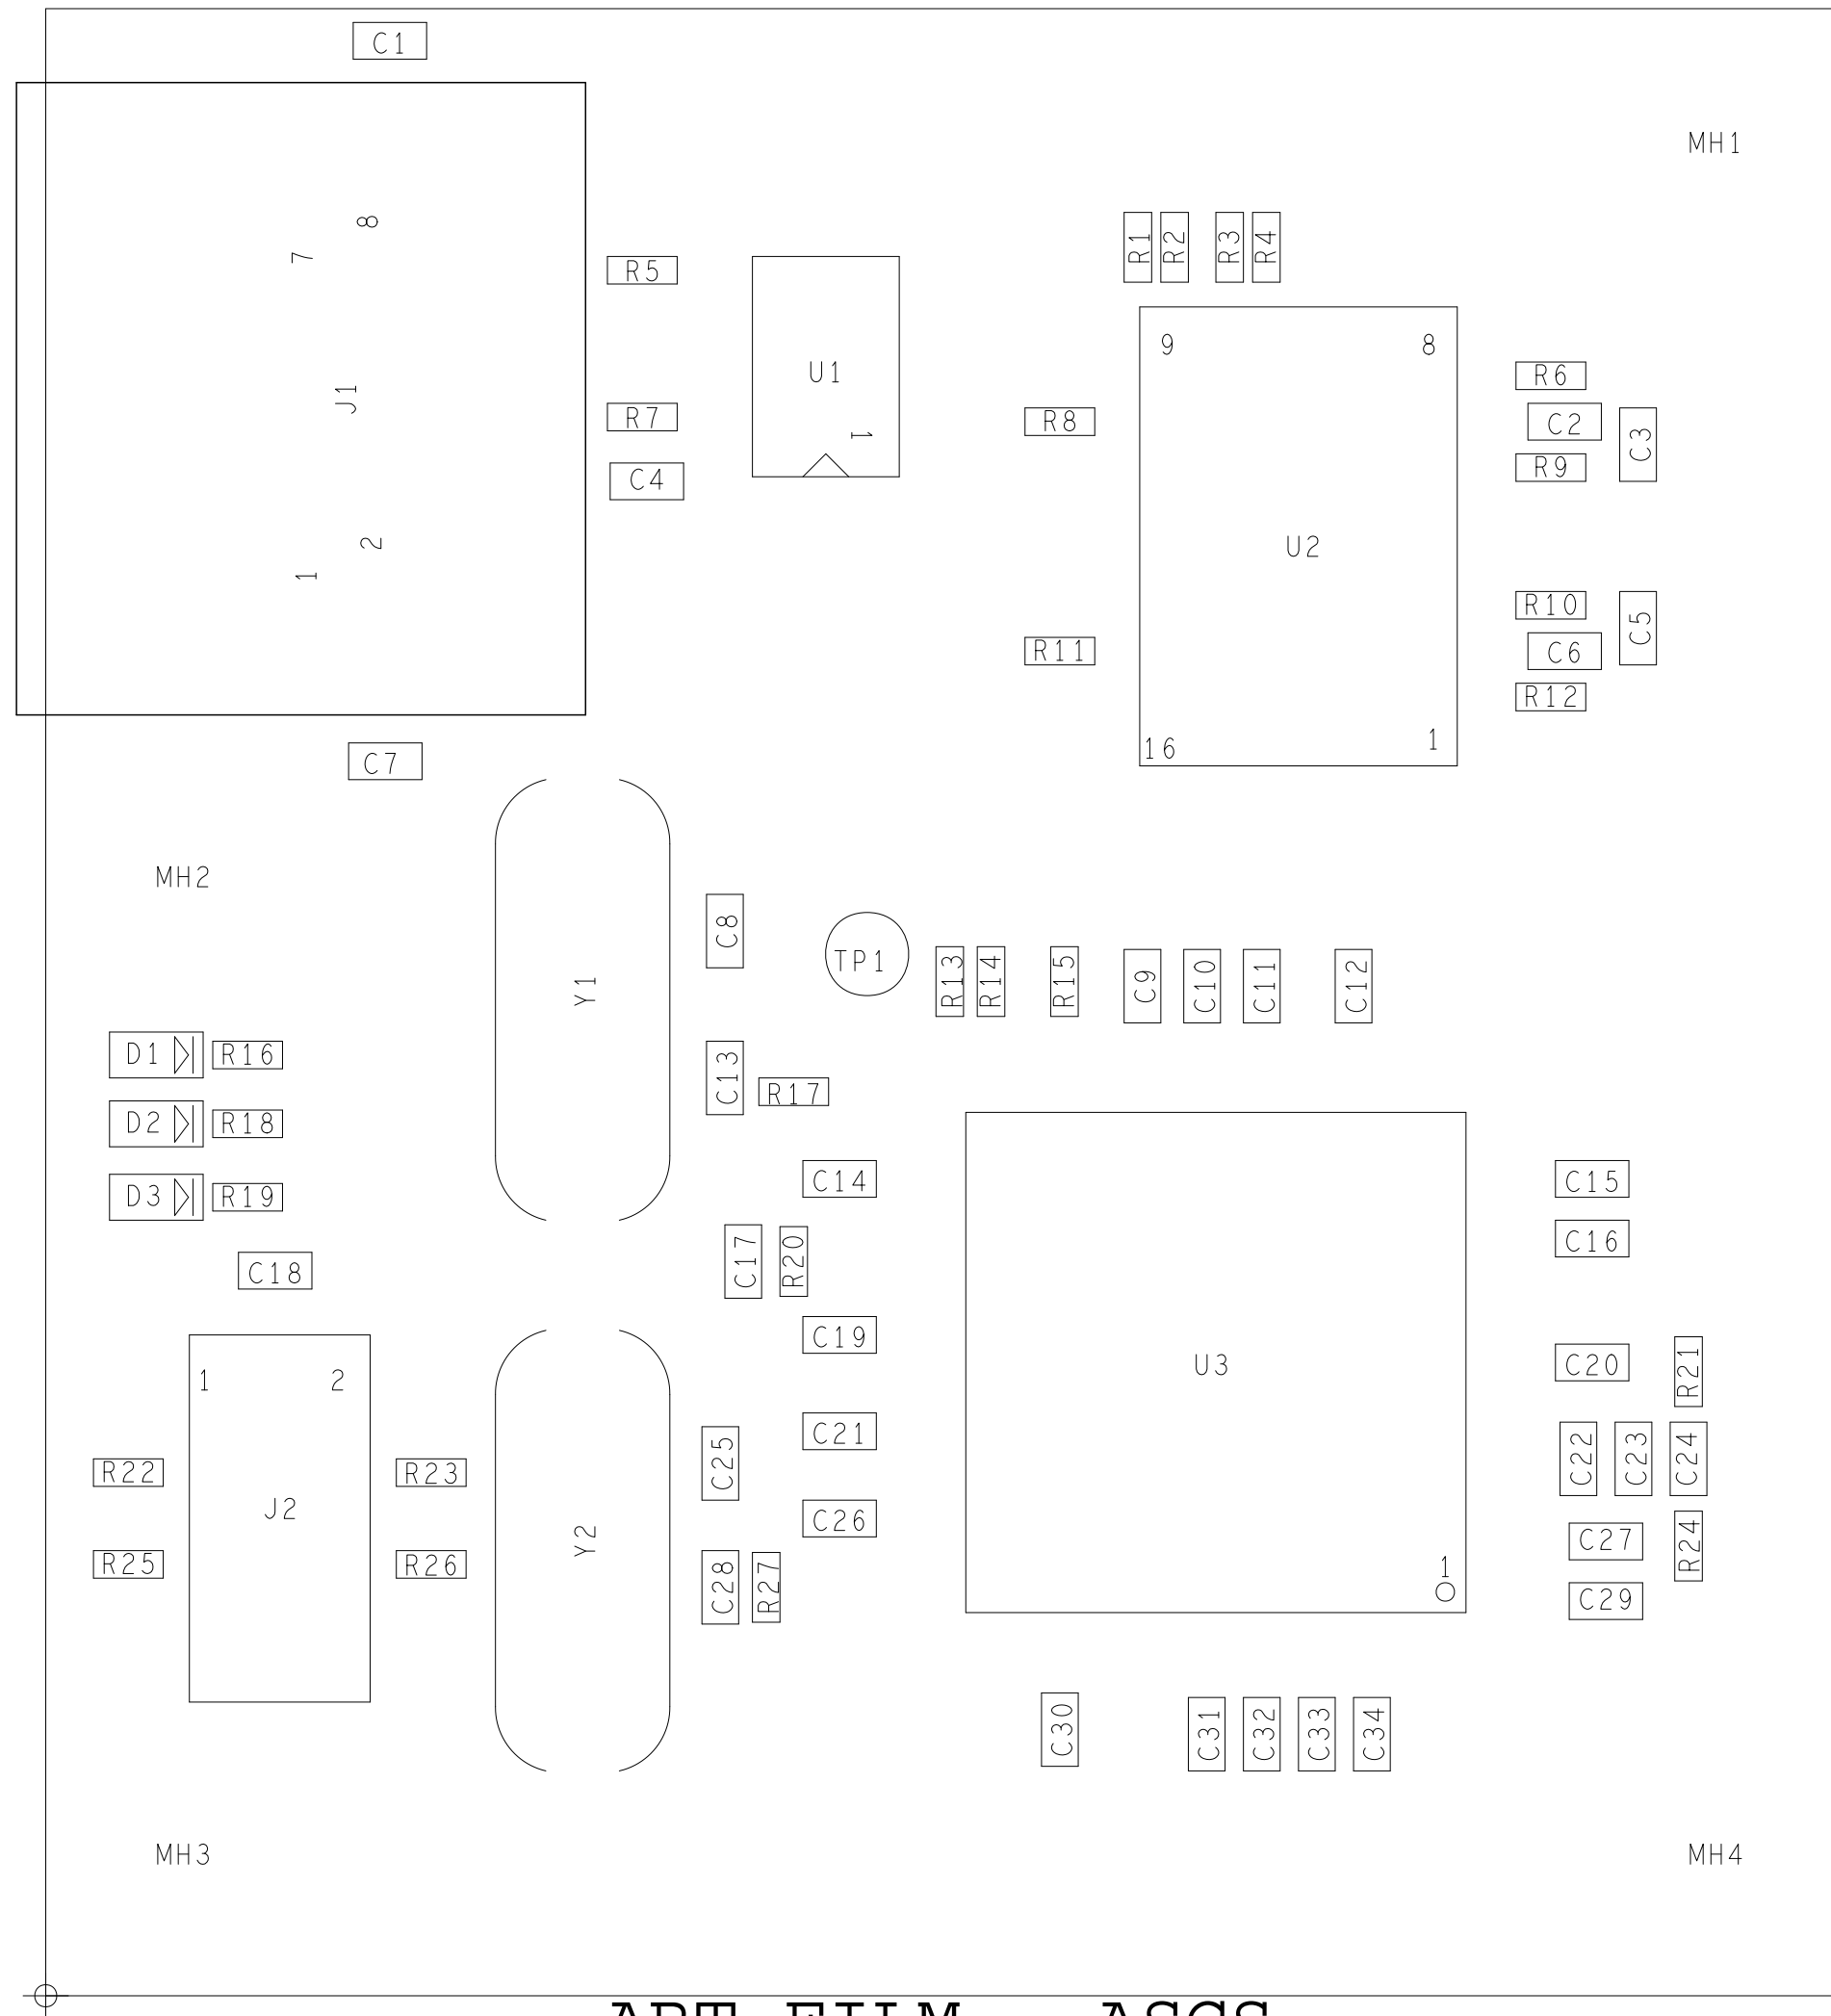 C1
MH1
8
7
R1 R2 R3 R4
R5
U1
9 8
J1
R6
R7
R8
C2
C3
1
R9
C4
2
U2
1
R10
C5
R11
C6
R12
16 1
C7
MH2
C8
TP1
Y1
R13 R14 R15 C9 C10 C11 C12
D1 R16
C13
R17
D2 R18
C14
C15
D3 R19
C16
C17
R20
C18
C19
U3
C20
R21
1 2
C21
R22
R23
C25
C22 C23 C24
J2
C26
Y2
C27
R24
R25
R26
C28
R27
1
C29
C30
C31 C32 C33 C34
MH3
MH4
ART FILM - ASCS